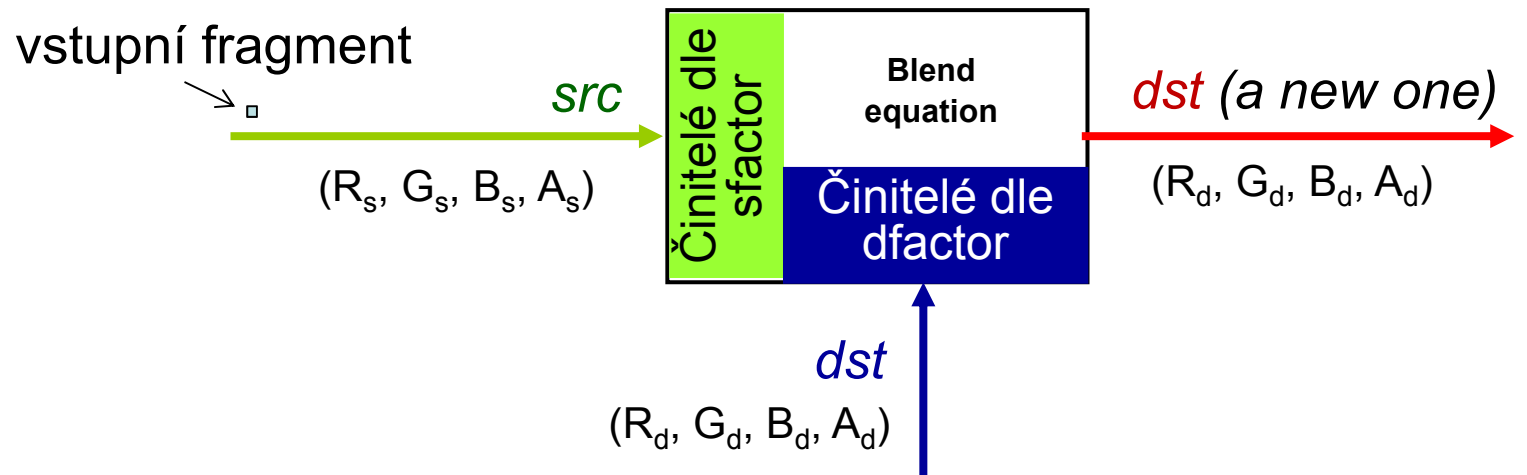 vstupní fragment
src
(Rs, Gs, Bs, As)
Činitelé dle
sfactor
Blend
equation
Činitelé dle
dfactor
dst (a new one)
(Rd, Gd, Bd, Ad)
dst
(Rd, Gd, Bd, Ad)